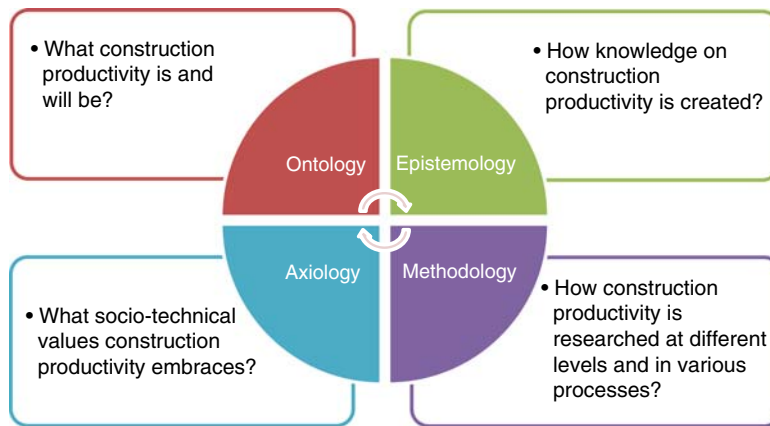 • What construction
productivity is and
will be?
• How knowledge on
construction
productivity is created?
Ontology
Epistemology
Axiology
Methodology
• What socio-technical
values construction
productivity embraces?
• How construction
productivity is
researched at different
levels and in various
processes?